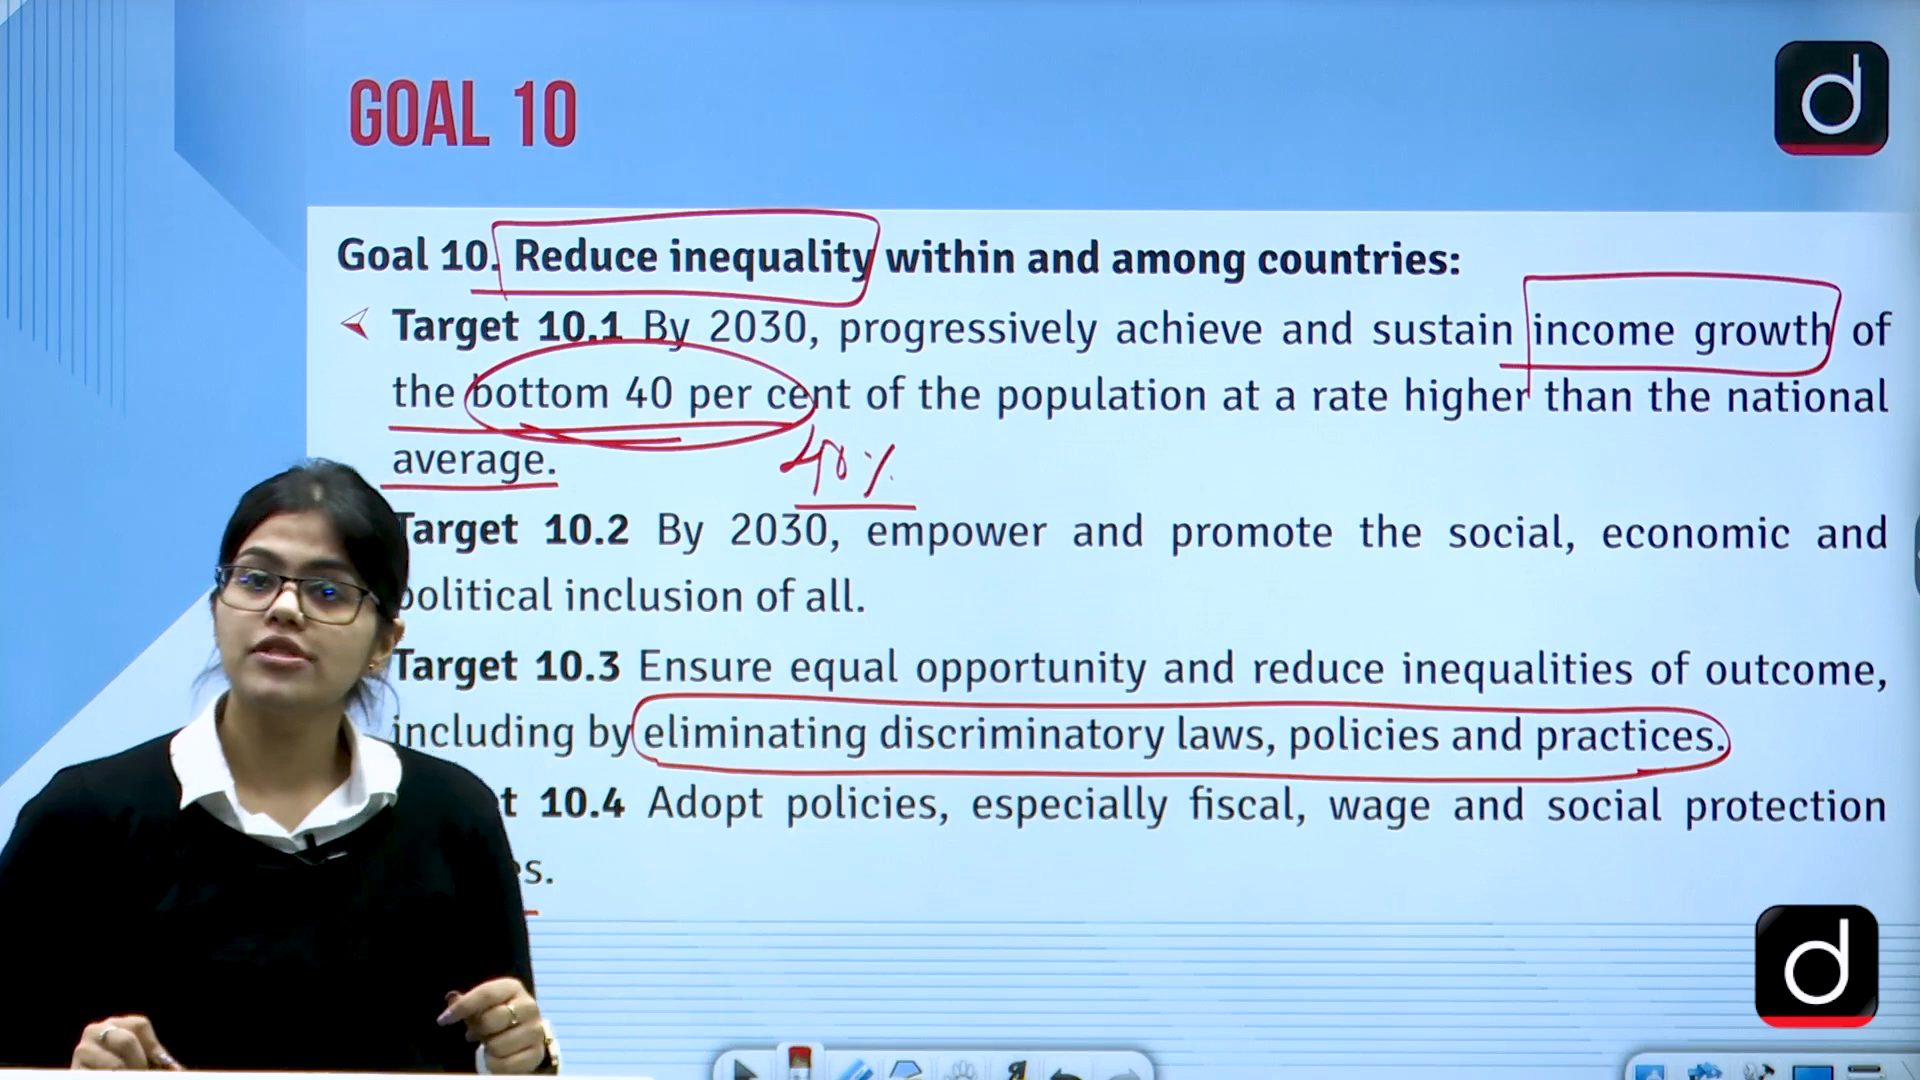 GOAL 10
d
Goal 10. Reduce inequality within and among countries:
Target 10.1 By 2030, progressively achieve and sustain income growth of
the bottom 40 per cent of the population at a rate higher than the national
average.
40%
Target 10.2 By 2030, empower and promote the social, economic and
political inclusion of all.
Target 10.3 Ensure equal opportunity and reduce inequalities of outcome,
including by eliminating discriminatory laws, policies and practices.
t 10.4 Adopt policies, especially fiscal, wage and social protection
s.
d